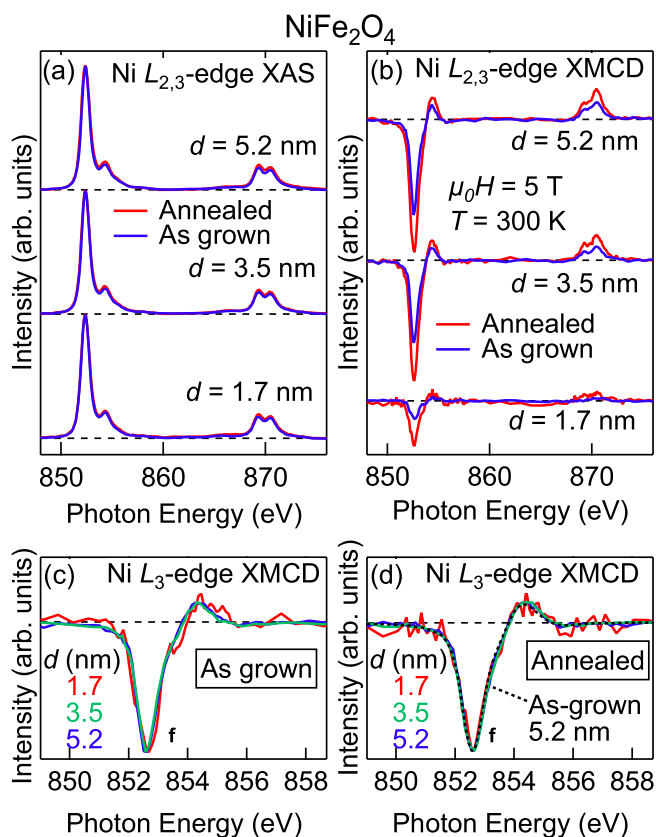 NiFe₂O₄
(a) Ni L₂,₃-edge XAS
d = 5.2 nm
Annealed
As grown
d = 3.5 nm
d = 1.7 nm
Intensity (arb. units)
850 860 870
Photon Energy (eV)
(b) Ni L₂,₃-edge XMCD
d = 5.2 nm
μ₀H = 5 T
T = 300 K
d = 3.5 nm
Annealed
As grown
d = 1.7 nm
Intensity (arb. units)
850 860 870
Photon Energy (eV)
(c) Ni L₃-edge XMCD
d (nm)
1.7
3.5
5.2
As grown
f
Intensity (arb. units)
850 852 854 856 858
Photon Energy (eV)
(d) Ni L₃-edge XMCD
d (nm)
1.7
3.5
5.2
Annealed
As-grown
5.2 nm
f
Intensity (arb. units)
850 852 854 856 858
Photon Energy (eV)